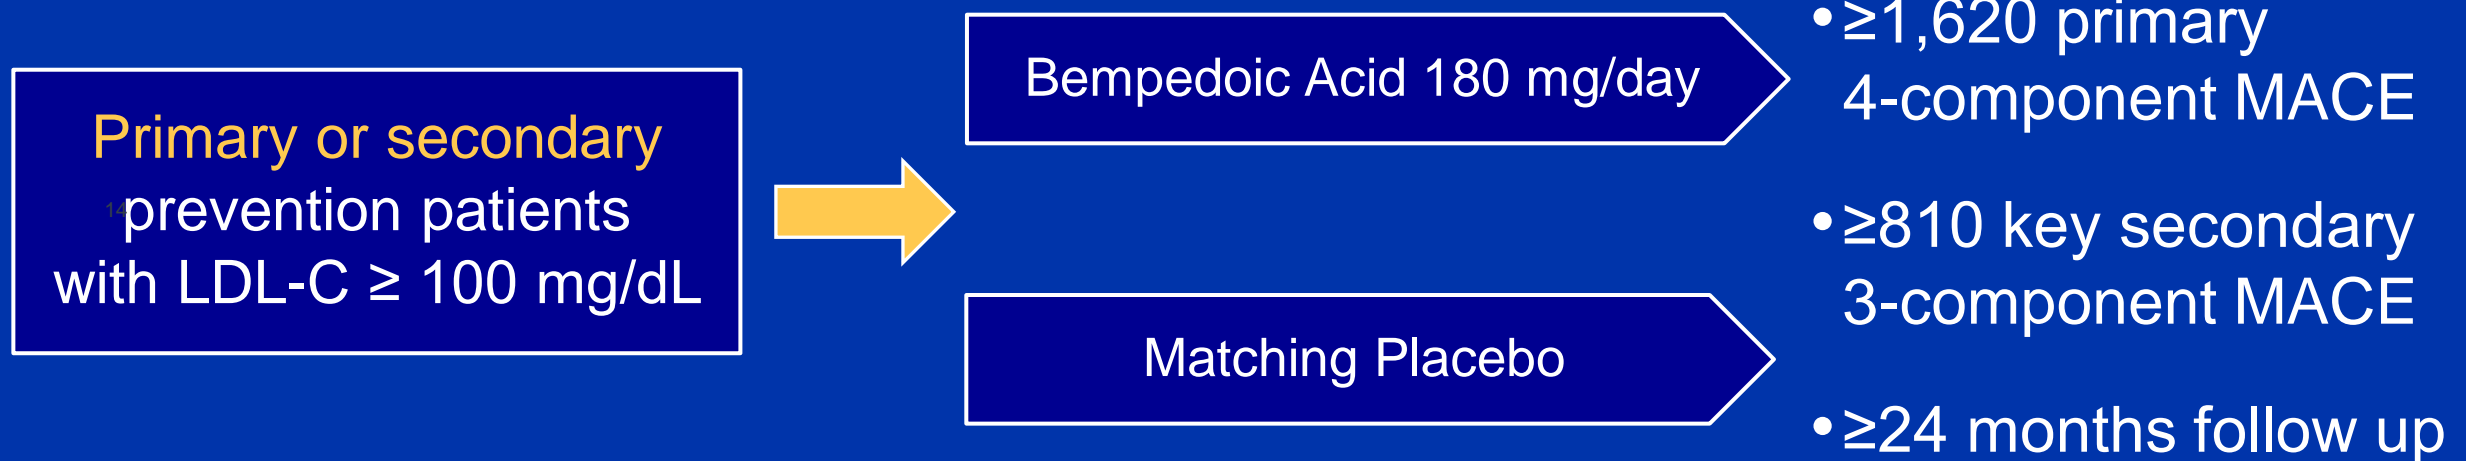 Primary or secondary
14
prevention patients
with LDL-C ≥ 100 mg/dL
Bempedoic Acid 180 mg/day
Matching Placebo
•≥1,620 primary
4-component MACE
•≥810 key secondary
3-component MACE
•≥24 months follow up